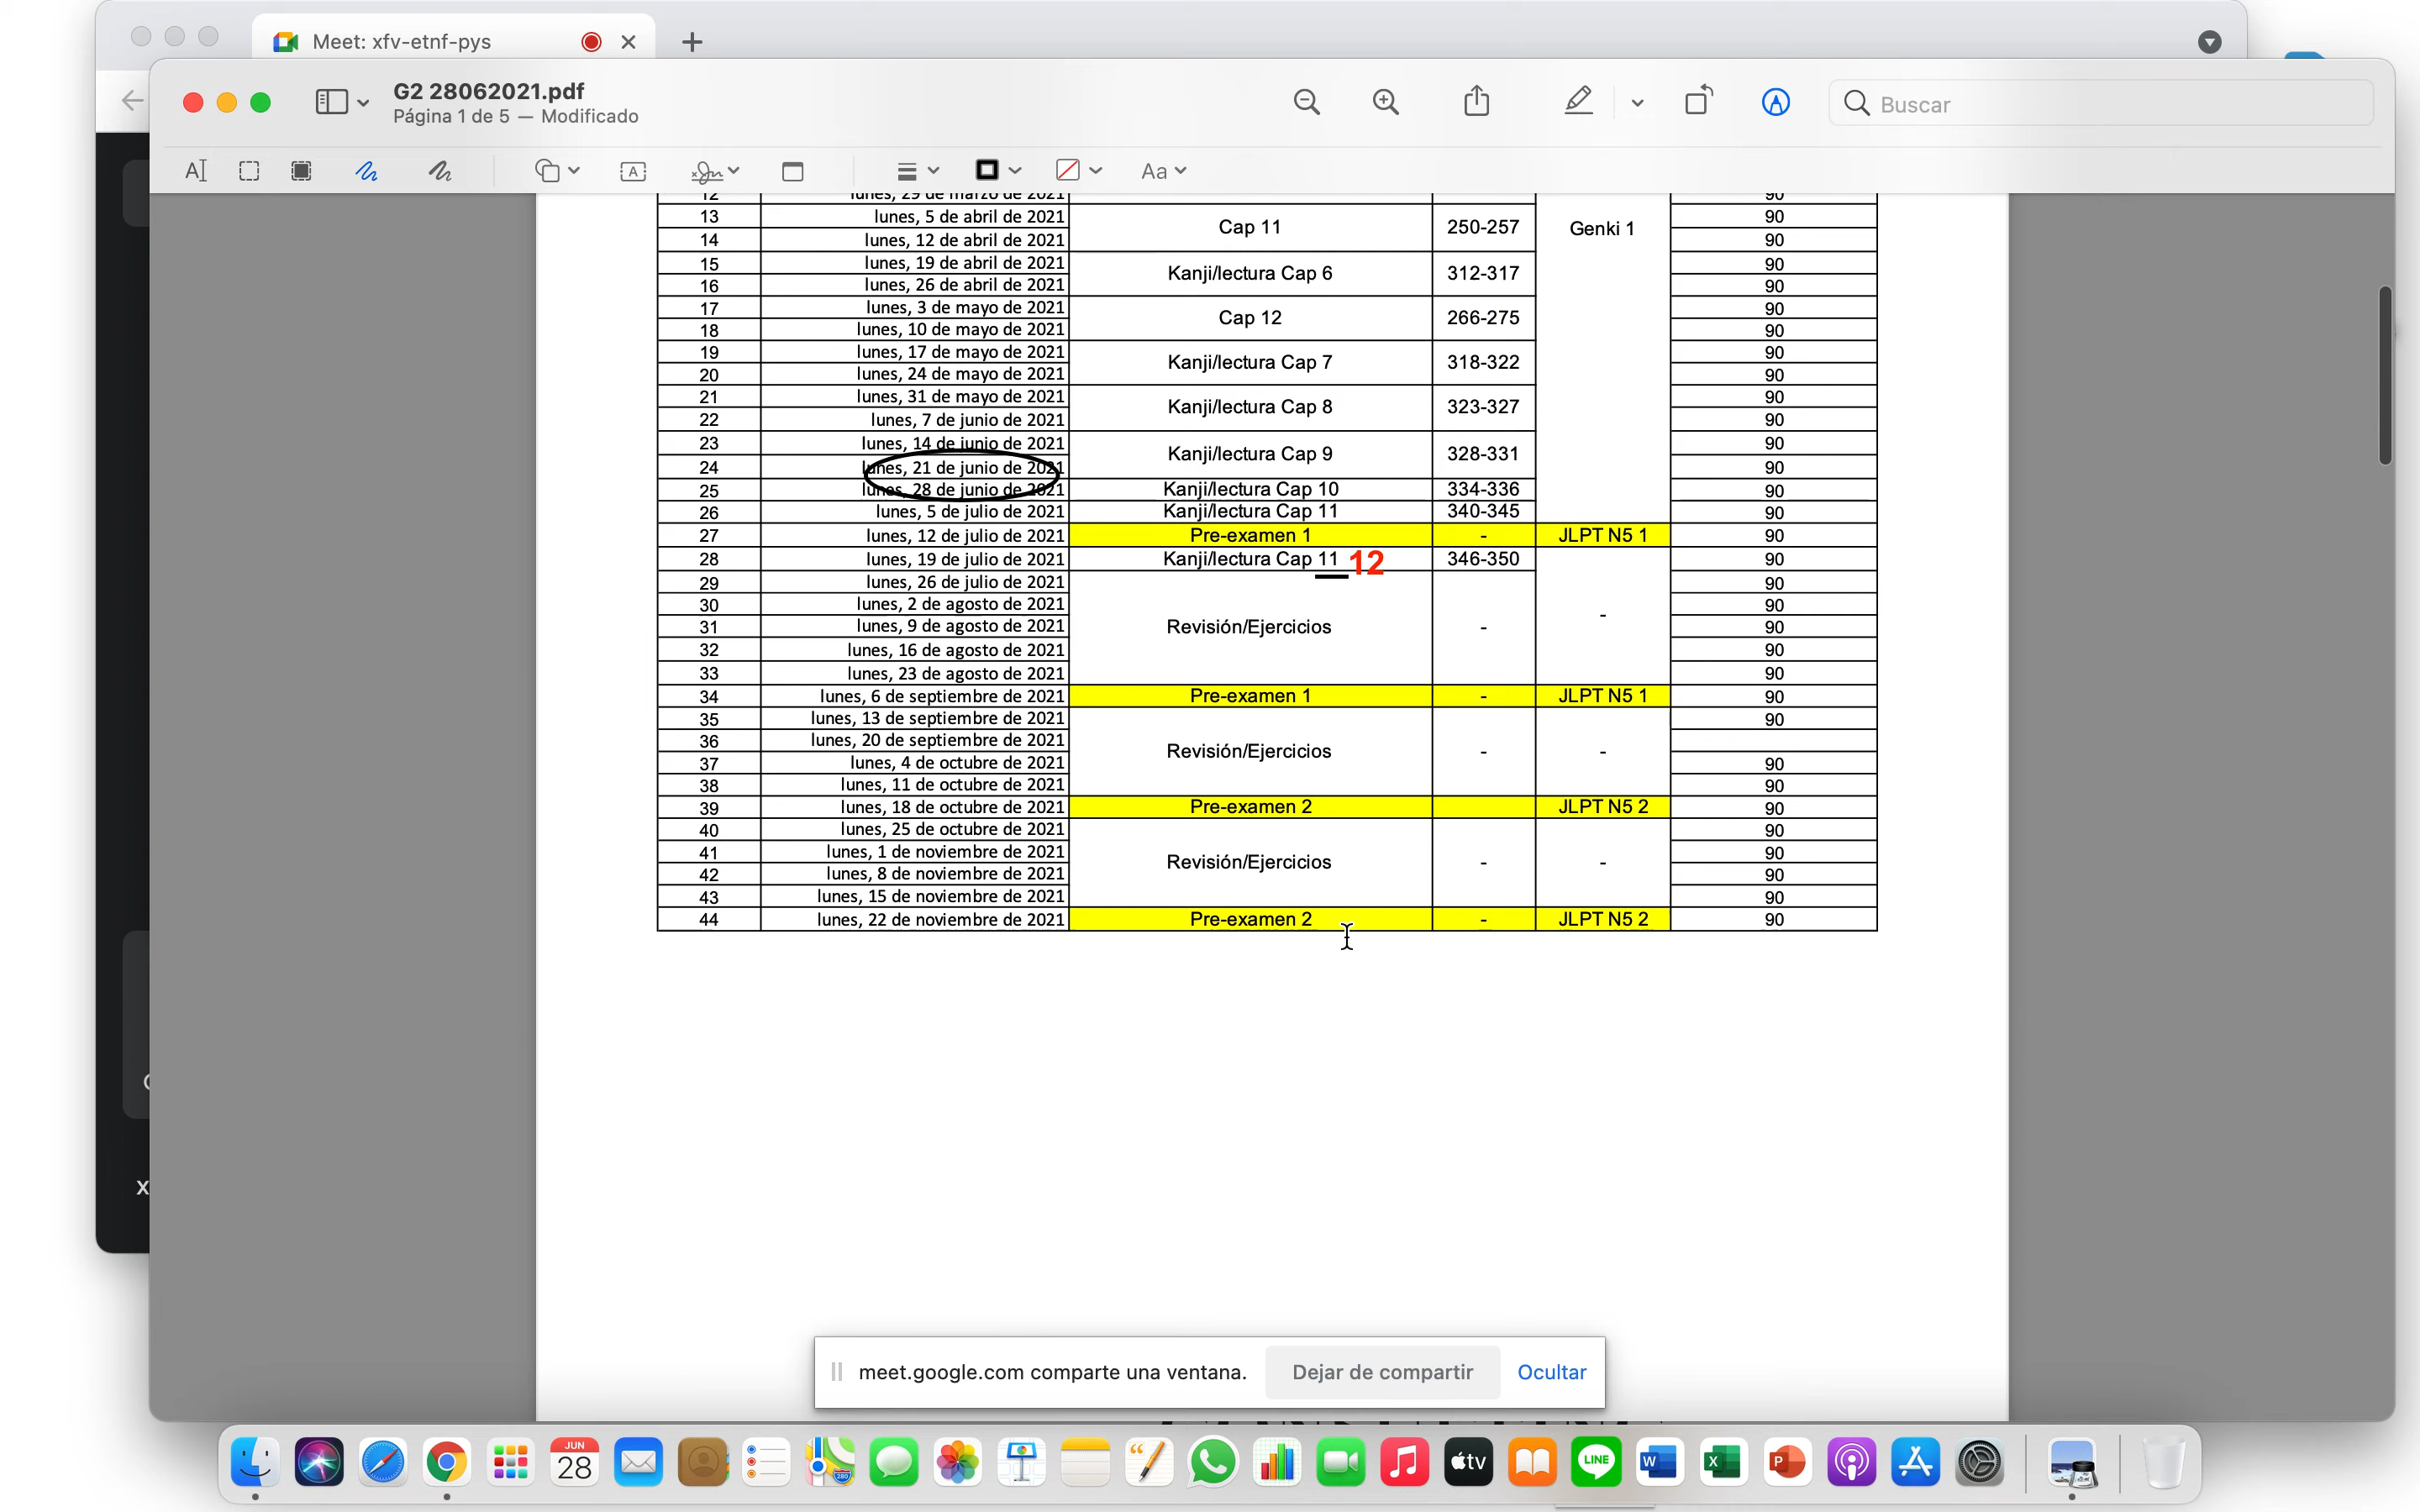 Meet: xfv-etnf-pys
G2 28062021.pdf
Página 1 de 5 — Modificado
Buscar
Aa
12 lunes, 29 de marzo de 2021 90
13 lunes, 5 de abril de 2021 Cap 11 250-257 Genki 1 90
14 lunes, 12 de abril de 2021 90
15 lunes, 19 de abril de 2021 Kanji/lectura Cap 6 312-317 90
16 lunes, 26 de abril de 2021 90
17 lunes, 3 de mayo de 2021 Cap 12 266-275 90
18 lunes, 10 de mayo de 2021 90
19 lunes, 17 de mayo de 2021 Kanji/lectura Cap 7 318-322 90
20 lunes, 24 de mayo de 2021 90
21 lunes, 31 de mayo de 2021 Kanji/lectura Cap 8 323-327 90
22 lunes, 7 de junio de 2021 90
23 lunes, 14 de junio de 2021 Kanji/lectura Cap 9 328-331 90
24 lunes, 21 de junio de 2021 90
25 lunes, 28 de junio de 2021 Kanji/lectura Cap 10 334-336 90
26 lunes, 5 de julio de 2021 Kanji/lectura Cap 11 340-345 90
27 lunes, 12 de julio de 2021 Pre-examen 1 - JLPT N5 1 90
28 lunes, 19 de julio de 2021 Kanji/lectura Cap 11 12 346-350 90
29 lunes, 26 de julio de 2021 90
30 lunes, 2 de agosto de 2021 - 90
31 lunes, 9 de agosto de 2021 Revisión/Ejercicios - 90
32 lunes, 16 de agosto de 2021 90
33 lunes, 23 de agosto de 2021 90
34 lunes, 6 de septiembre de 2021 Pre-examen 1 - JLPT N5 1 90
35 lunes, 13 de septiembre de 2021 90
36 lunes, 20 de septiembre de 2021 Revisión/Ejercicios - -
37 lunes, 4 de octubre de 2021 90
38 lunes, 11 de octubre de 2021 90
39 lunes, 18 de octubre de 2021 Pre-examen 2 JLPT N5 2 90
40 lunes, 25 de octubre de 2021 90
41 lunes, 1 de noviembre de 2021 Revisión/Ejercicios - - 90
42 lunes, 8 de noviembre de 2021 90
43 lunes, 15 de noviembre de 2021 90
44 lunes, 22 de noviembre de 2021 Pre-examen 2 - JLPT N5 2 90
x
meet.google.com comparte una ventana. Dejar de compartir Ocultar
JUN
28
280
tv
LINE
W
X
P